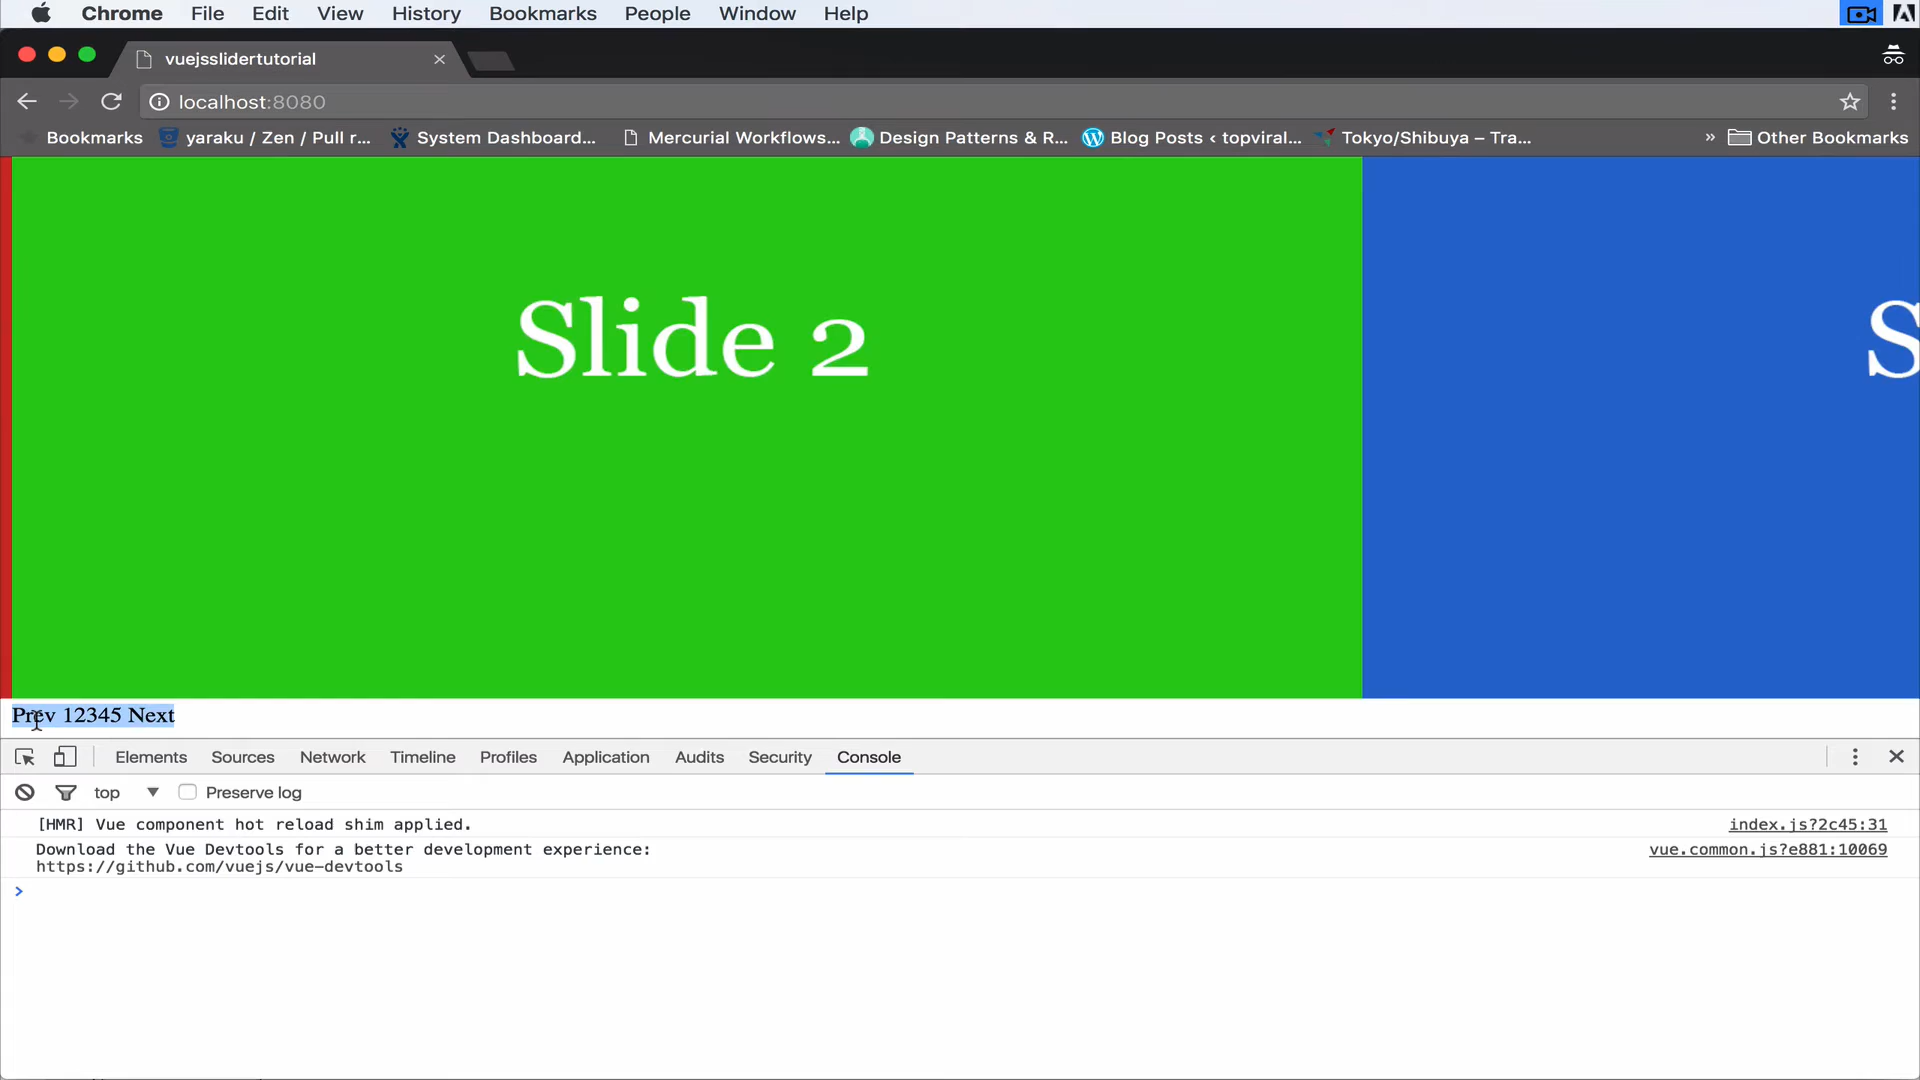 Chrome File Edit View History Bookmarks People Window Help
vuejsslidertutorial
localhost:8080
Bookmarks yaraku / Zen / Pull r... System Dashboard... Mercurial Workflows... Design Patterns & R... Blog Posts ‹ topviral... Tokyo/Shibuya – Tra... » Other Bookmarks
Slide 2 S
Prev 12345 Next
Elements Sources Network Timeline Profiles Application Audits Security Console
top Preserve log
[HMR] Vue component hot reload shim applied. index.js?2c45:31
Download the Vue Devtools for a better development experience: vue.common.js?e881:10069
https://github.com/vuejs/vue-devtools
>